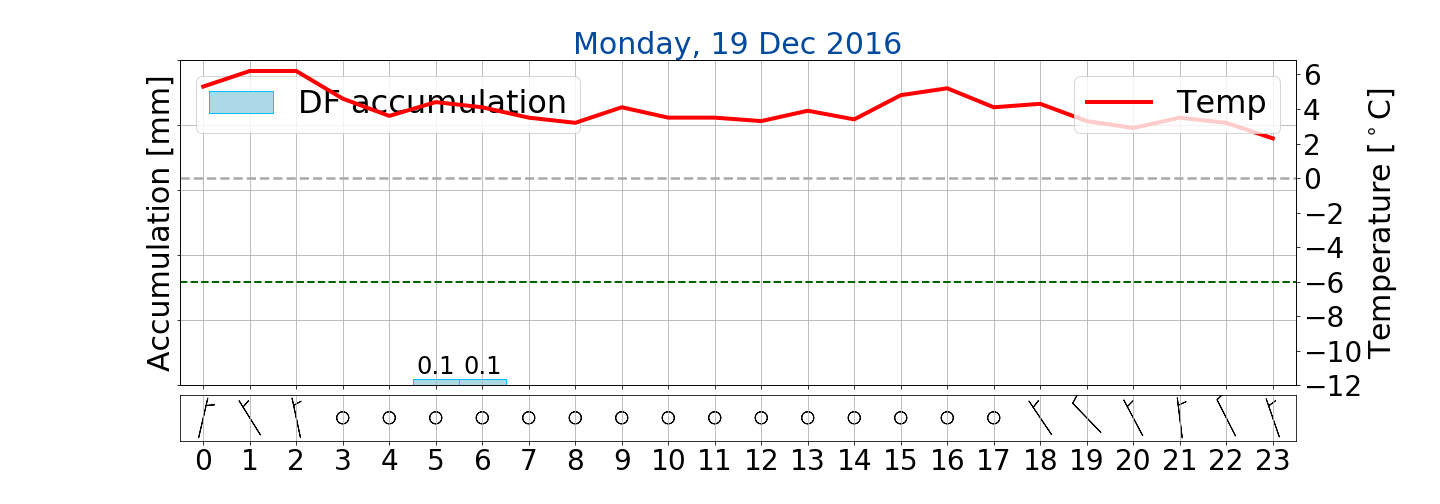 Monday, 19 Dec 2016
Accumulation [mm]
DF accumulation
Temp
6
4
2
0
−2
−4
−6
−8
−10
−12
Temperature [°C]
0.1 0.1
0 1 2 3 4 5 6 7 8 9 10 11 12 13 14 15 16 17 18 19 20 21 22 23